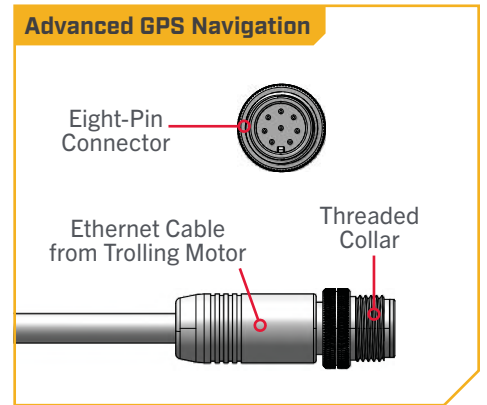 Advanced GPS Navigation
Eight-Pin
Connector
Ethernet Cable
from Trolling Motor
Threaded
Collar